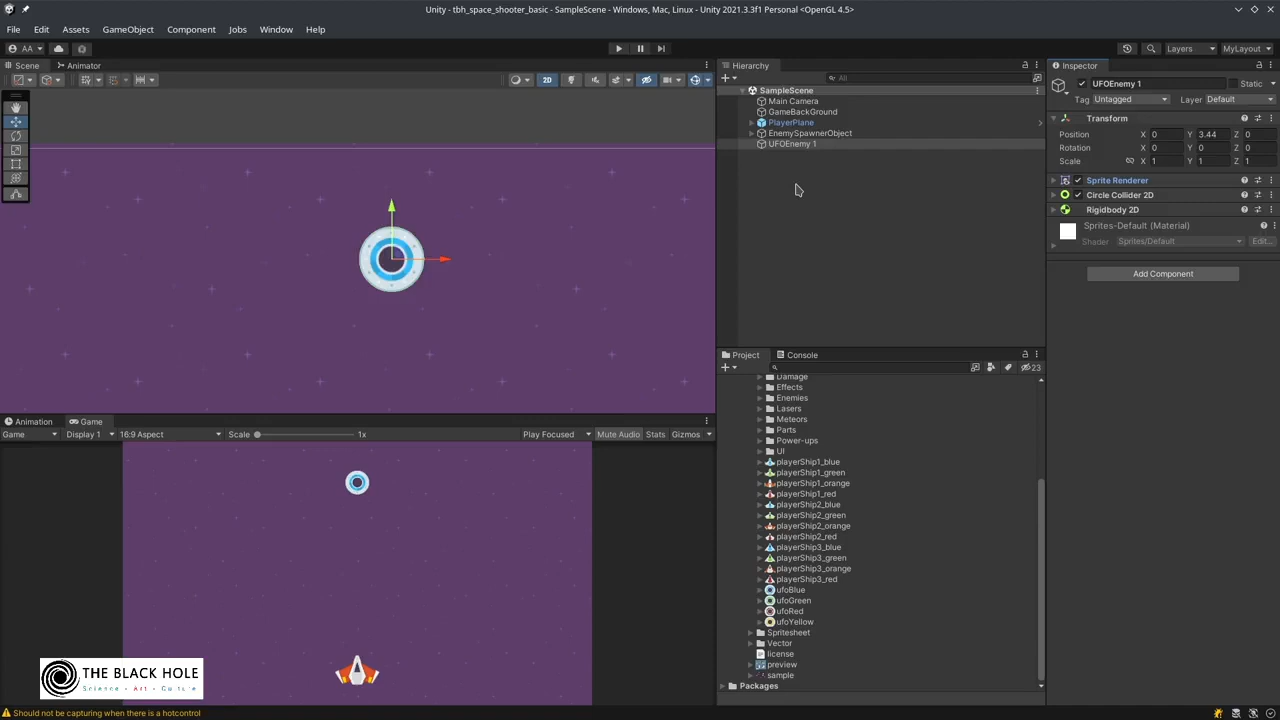 Unity - tbh_space_shooter_basic - SampleScene - Windows, Mac, Linux - Unity 2021.3.3f1 Personal <OpenGL 4.5>
File Edit Assets GameObject Component Jobs Window Help
AA Layers MyLayout
Scene Animator
2D
Hierarchy
All
SampleScene
Main Camera
GameBackGround
PlayerPlane
EnemySpawnerObject
UFOEnemy 1
Inspector
UFOEnemy 1 Static
Tag Untagged Layer Default
Transform
Position X 0 Y 3.44 Z 0
Rotation X 0 Y 0 Z 0
Scale X 1 Y 1 Z 1
Sprite Renderer
Circle Collider 2D
Rigidbody 2D
Sprites-Default (Material)
Shader Sprites/Default Edit...
Add Component
Project Console
23
Damage
Effects
Enemies
Lasers
Meteors
Parts
Power-ups
UI
playerShip1_blue
playerShip1_green
playerShip1_orange
playerShip1_red
playerShip2_blue
playerShip2_green
playerShip2_orange
playerShip2_red
playerShip3_blue
playerShip3_green
playerShip3_orange
playerShip3_red
ufoBlue
ufoGreen
ufoRed
ufoYellow
Spritesheet
Vector
license
preview
sample
Packages
Animation Game
Game Display 1 16:9 Aspect Scale 1x Play Focused Mute Audio Stats Gizmos
THE BLACK HOLE
Science • Art • Culture
Should not be capturing when there is a hotcontrol